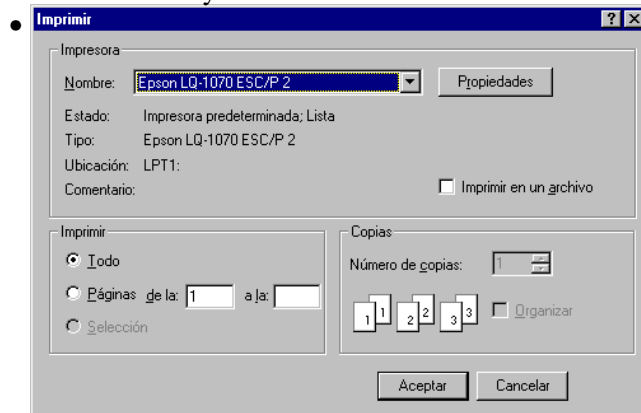 Imprimir
Impresora
Nombre: Epson LQ-1070 ESC/P 2 Propiedades
Estado: Impresora predeterminada; Lista
Tipo: Epson LQ-1070 ESC/P 2
Ubicación: LPT1:
Comentario: Imprimir en un archivo
Imprimir
Todo
Páginas de la: 1 a la:
Selección
Copias
Número de copias: 1
1 1 2 2 3 3 Organizar
Aceptar Cancelar